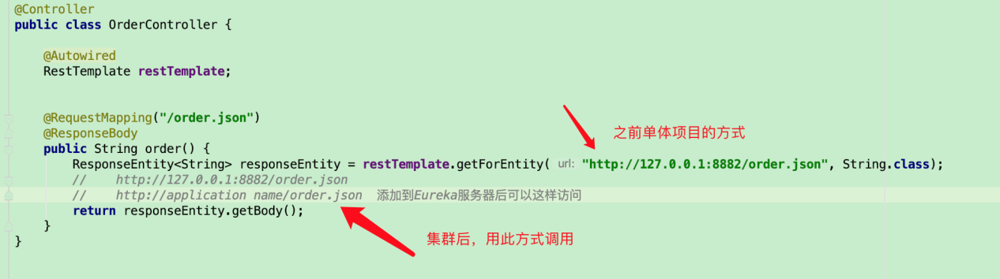 @Controller
public class OrderController {
@Autowired
RestTemplate restTemplate;
@RequestMapping("/order.json")
@ResponseBody
之前单体项目的方式
public String order() {
ResponseEntity<String> responseEntity = restTemplate.getForEntity( url: "http://127.0.0.1:8882/order.json", String.class);
// http://127.0.0.1:8882/order.json
// http://application name/order.json 添加到Eureka服务器后可以这样访问
return responseEntity.getBody();
}
集群后，用此方式调用
}